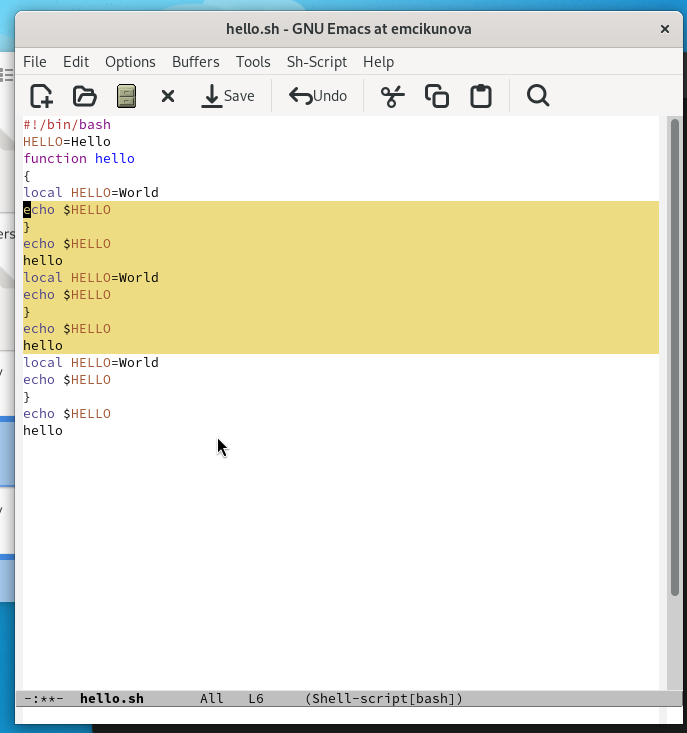 hello.sh - GNU Emacs at emcikunova
File Edit Options Buffers Tools Sh-Script Help
Save Undo
#!/bin/bash
HELLO=Hello
function hello
{
local HELLO=World
echo $HELLO
}
echo $HELLO
hello
local HELLO=World
echo $HELLO
}
echo $HELLO
hello
local HELLO=World
echo $HELLO
}
echo $HELLO
hello
-:**- hello.sh All L6 (Shell-script[bash])